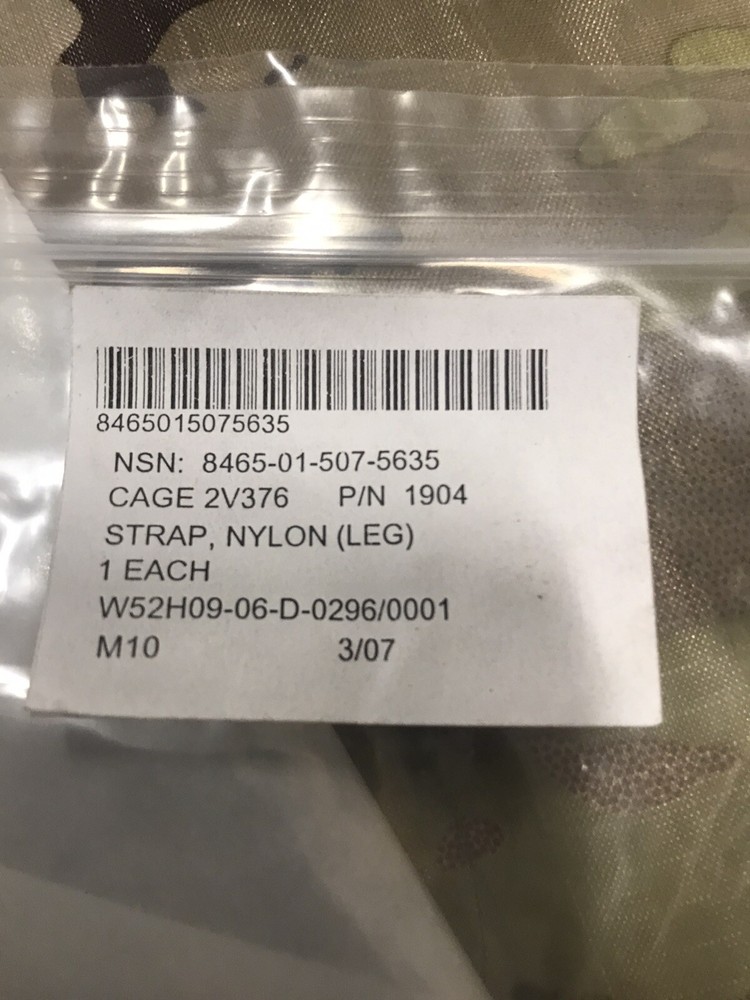 8465015075635
NSN: 8465-01-507-5635
CAGE 2V376 P/N 1904
STRAP, NYLON (LEG)
1 EACH
W52H09-06-D-0296/0001
M10 3/07